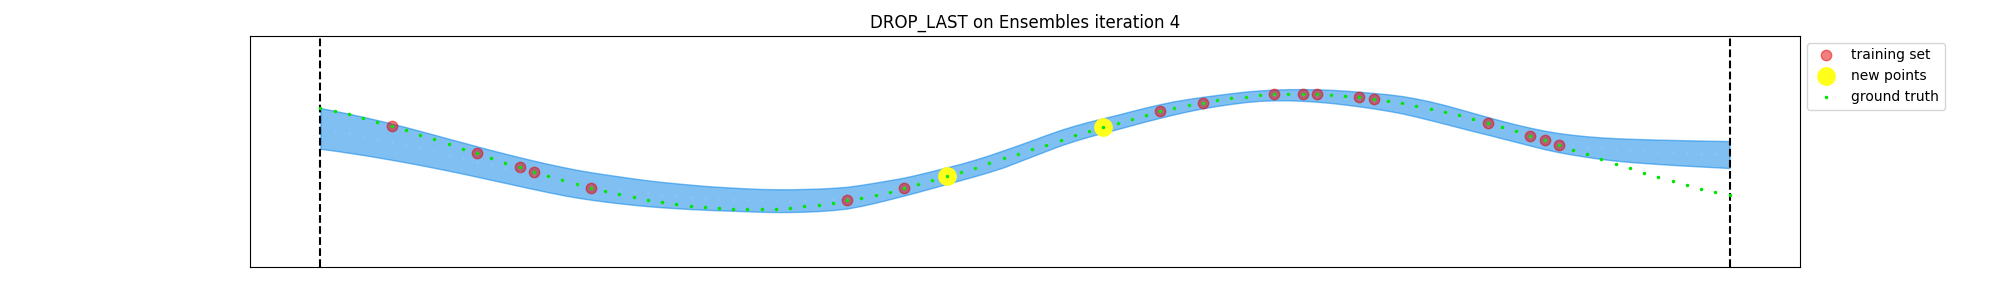 DROP_LAST on Ensembles iteration 4
training set
new points
ground truth